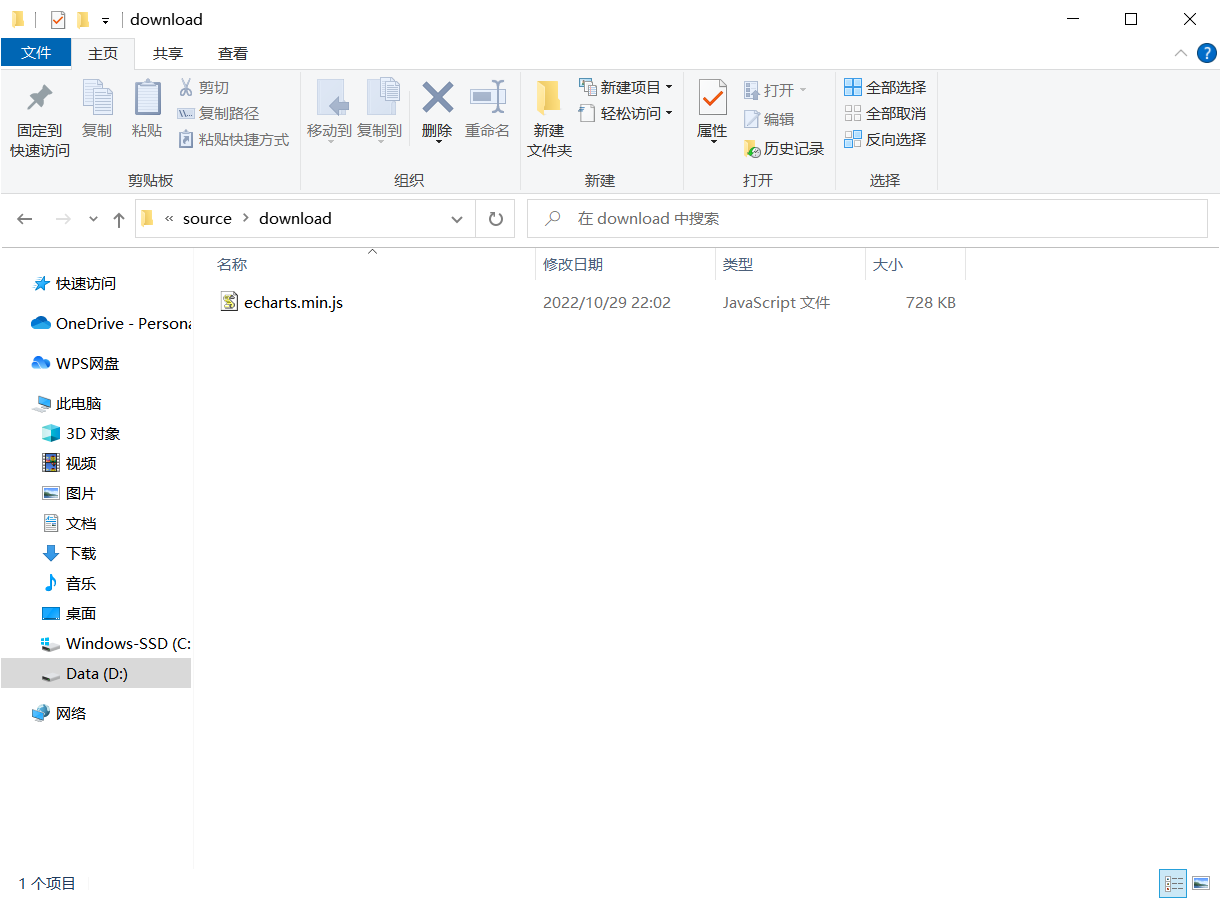 download
文件 主页 共享 查看
固定到
快速访问
复制
粘贴
剪切
复制路径
粘贴快捷方式
剪贴板
移动到
复制到
删除
重命名
组织
新建
文件夹
新建项目
轻松访问
新建
属性
打开
编辑
历史记录
打开
全部选择
全部取消
反向选择
选择
« source > download
在 download 中搜索
名称 修改日期 类型 大小
echarts.min.js 2022/10/29 22:02 JavaScript 文件 728 KB
快速访问
OneDrive - Persona
WPS网盘
此电脑
3D 对象
视频
图片
文档
下载
音乐
桌面
Windows-SSD (C:
Data (D:)
网络
1 个项目